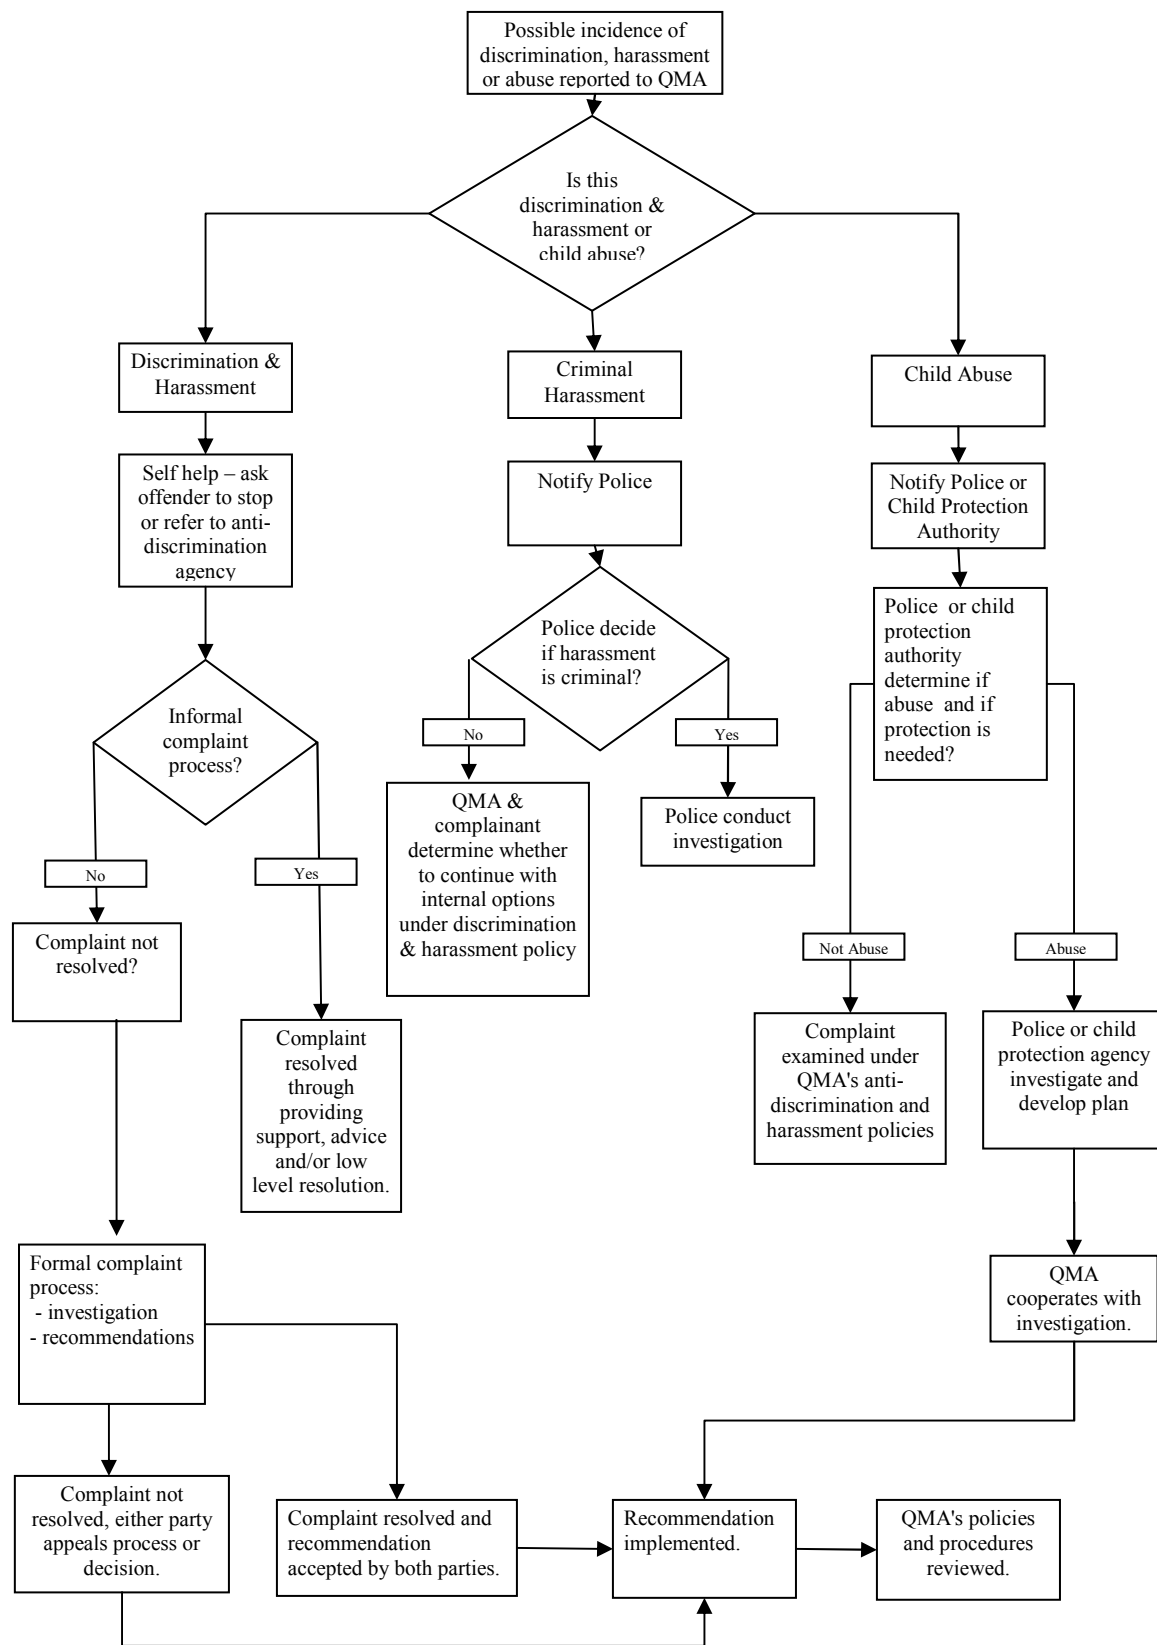 Possible incidence of
discrimination, harassment
or abuse reported to QMA
Is this
discrimination &
harassment or
child abuse?
Discrimination &
Harassment
Criminal
Harassment
Child Abuse
Self help – ask
offender to stop
or refer to anti-
discrimination
agency
Notify Police
Notify Police or
Child Protection
Authority
Police decide
if harassment
is criminal?
Police or child
protection
authority
determine if
abuse and if
protection is
needed?
Informal
complaint
process?
No
Yes
QMA &
complainant
determine whether
to continue with
internal options
under discrimination
& harassment policy
Police conduct
investigation
No
Yes
Not Abuse
Abuse
Complaint not
resolved?
Complaint
resolved
through
providing
support, advice
and/or low
level resolution.
Complaint
examined under
QMA's anti-
discrimination and
harassment policies
Police or child
protection agency
investigate and
develop plan
Formal complaint
process:
- investigation
- recommendations
QMA
cooperates with
investigation.
Complaint not
resolved, either party
appeals process or
decision.
Complaint resolved and
recommendation
accepted by both parties.
Recommendation
implemented.
QMA's policies
and procedures
reviewed.